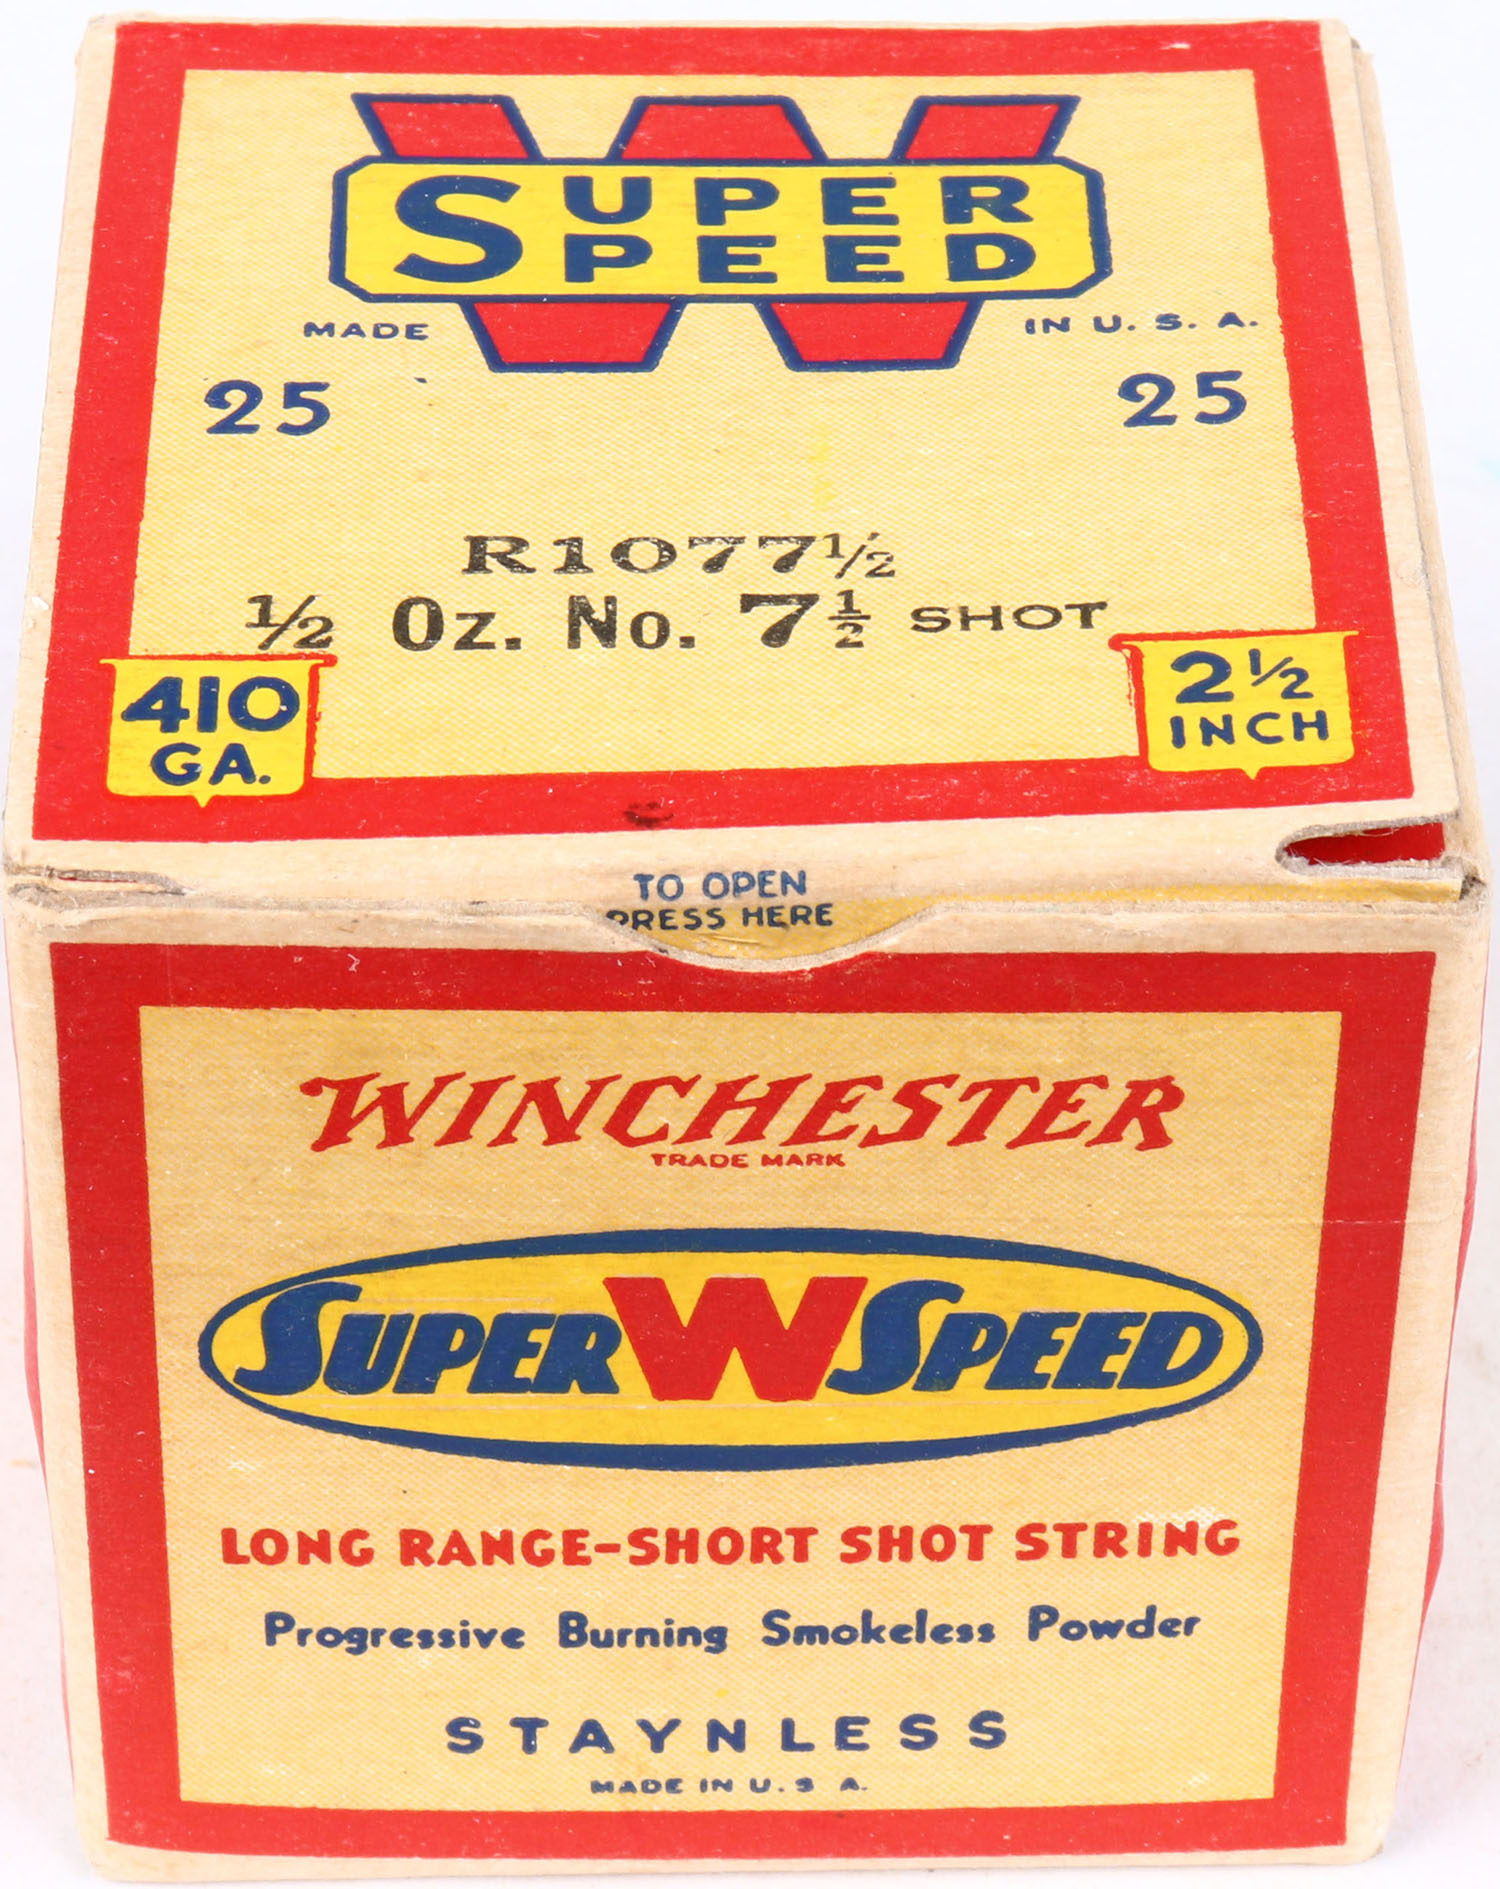 SUPER
SPEED
MADE IN U. S. A.
25 25
R1077½
½ Oz. No. 7½ SHOT
410
GA.
2½
INCH
TO OPEN
PRESS HERE
WINCHESTER
TRADE MARK
SUPER W SPEED
LONG RANGE-SHORT SHOT STRING
Progressive Burning Smokeless Powder
STAYNLESS
MADE IN U. S A.